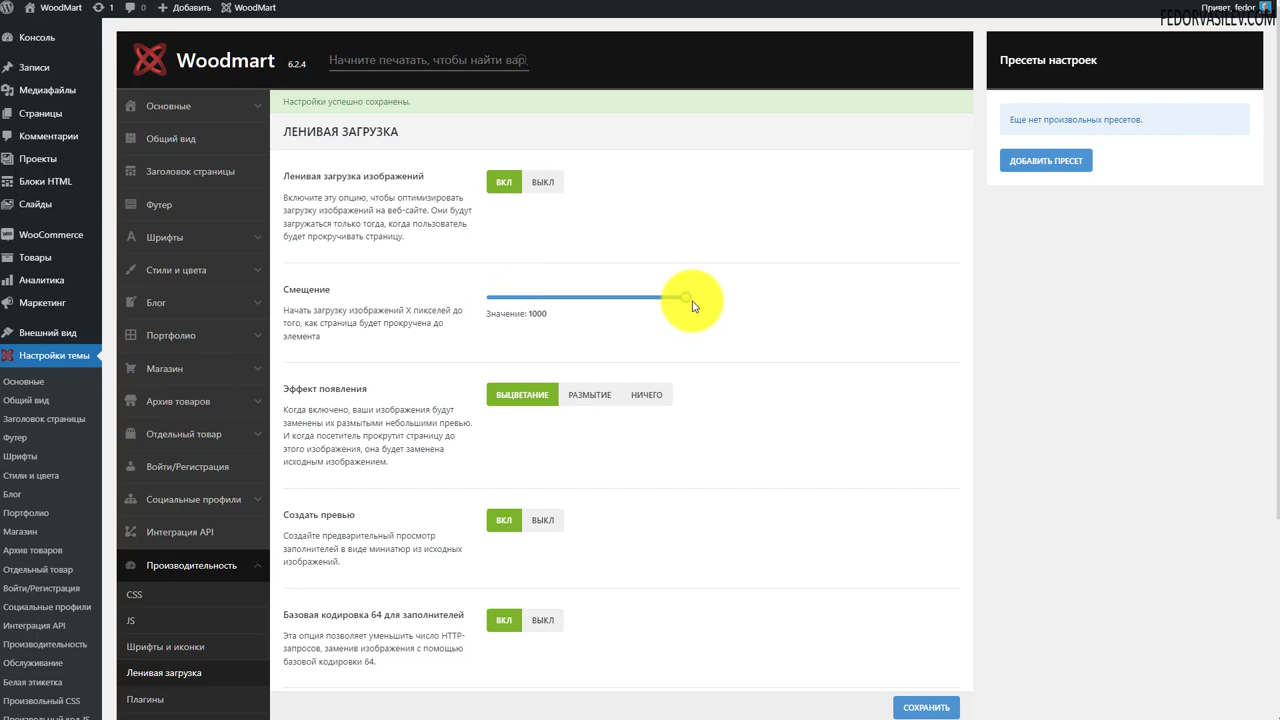 WoodMart
1
0
Добавить
WooCommerce
Привет, fedor
FEDORVASILEV.COM
Консоль
Записи
Медиафайлы
Страницы
Комментарии
Проекты
Блоки HTML
Слайды
WooCommerce
Товары
Аналитика
Маркетинг
Внешний вид
Настройки темы
Основные
Общий вид
Заголовок страницы
Футер
Шрифты
Стили и цвета
Блог
Портфолио
Магазин
Архив товаров
Отдельный товар
Войти/Регистрация
Социальные профили
Интеграция API
Производительность
Обслуживание
Белая этикетка
Произвольный CSS
Произвольный код JS
Woodmart
6.2.4
Начните печатать, чтобы найти вар
Основные
Общий вид
Заголовок страницы
Футер
Шрифты
Стили и цвета
Блог
Портфолио
Магазин
Архив товаров
Отдельный товар
Войти/Регистрация
Социальные профили
Интеграция API
Производительность
CSS
JS
Шрифты и иконки
Ленивая загрузка
Плагины
Настройки успешно сохранены.
ЛЕНИВАЯ ЗАГРУЗКА
Ленивая загрузка изображений
Включите эту опцию, чтобы оптимизировать
загрузку изображений на веб-сайте. Они будут
загружаться только тогда, когда пользователь
будет прокручивать страницу.
ВКЛ ВЫКЛ
Смещение
Начать загрузку изображений X пикселей до
того, как страница будет прокручена до
элемента
Значение: 1000
Эффект появления
Когда включено, ваши изображения будут
заменены их размытыми небольшими превью.
И когда посетитель прокрутит страницу до
этого изображения, она будет заменена
исходным изображением.
ВЫЦВЕТАНИЕ РАЗМЫТИЕ НИЧЕГО
Создать превью
Создайте предварительный просмотр
заполнителей в виде миниатюр из исходных
изображений.
ВКЛ ВЫКЛ
Базовая кодировка 64 для заполнителей
Эта опция позволяет уменьшить число HTTP-
запросов, заменив изображения с помощью
базовой кодировки 64.
ВКЛ ВЫКЛ
СОХРАНИТЬ
Пресеты настроек
Еще нет произвольных пресетов.
ДОБАВИТЬ ПРЕСЕТ